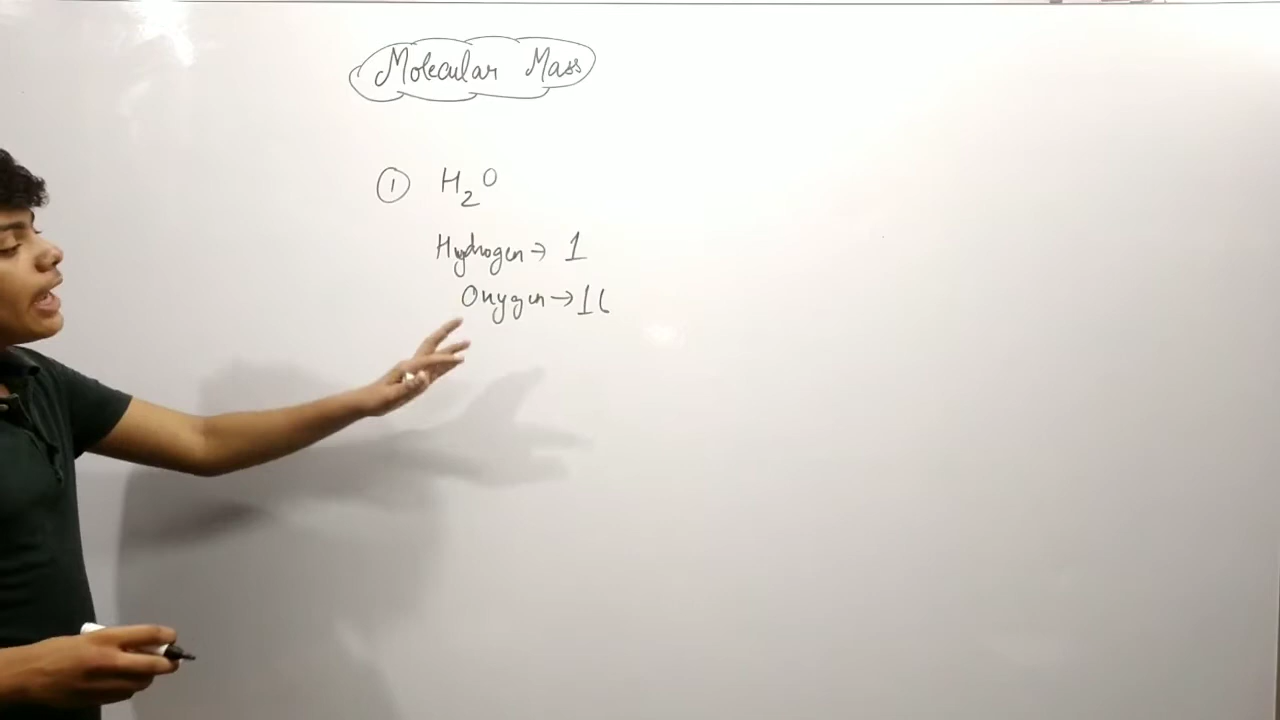 Molecular Mass
① H₂O
Hydrogen → 1
Oxygen → 16